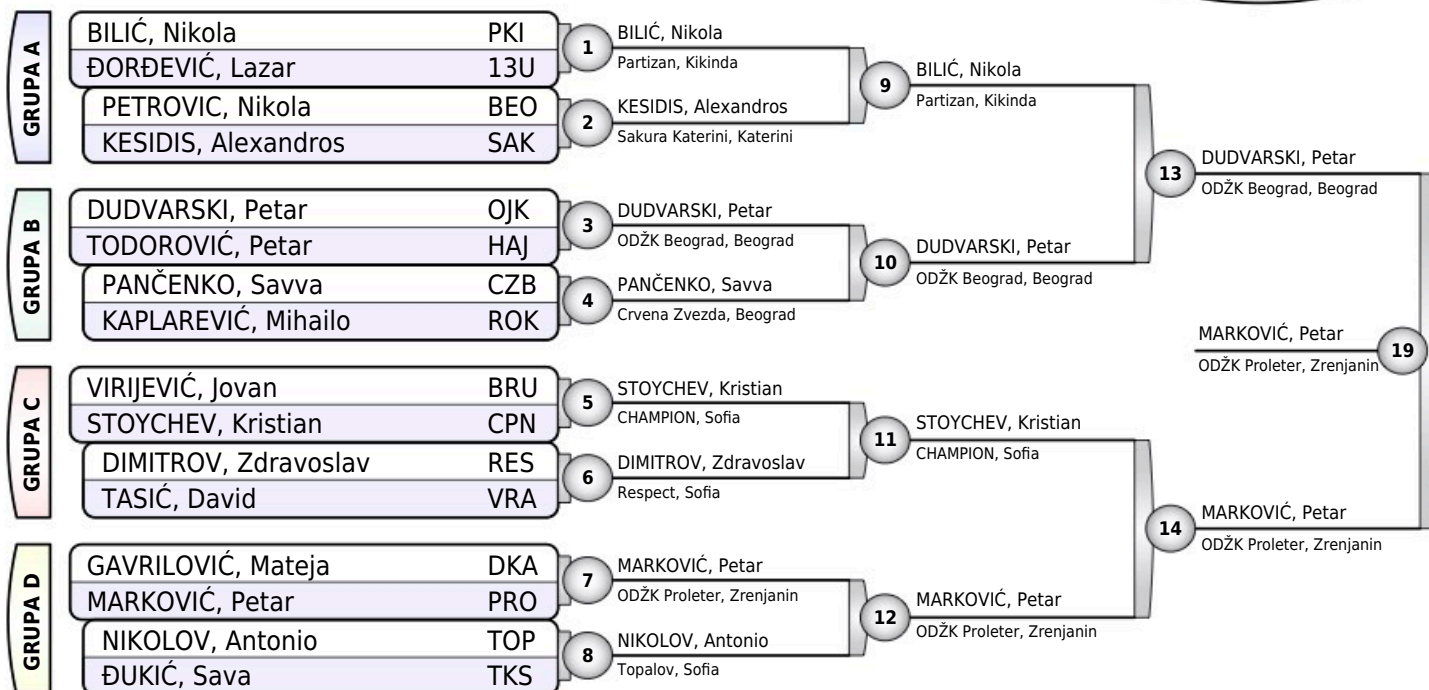 GRUPA A
BILIĆ, Nikola PKI
ĐORĐEVIĆ, Lazar 13U
PETROVIC, Nikola BEO
KESIDIS, Alexandros SAK
1
BILIĆ, Nikola
Partizan, Kikinda
2
KESIDIS, Alexandros
Sakura Katerini, Katerini
9
BILIĆ, Nikola
Partizan, Kikinda
GRUPA B
DUDVARSKI, Petar OJK
TODOROVIĆ, Petar HAJ
PANČENKO, Savva CZB
KAPLAREVIĆ, Mihailo ROK
3
DUDVARSKI, Petar
ODŽK Beograd, Beograd
4
PANČENKO, Savva
Crvena Zvezda, Beograd
10
DUDVARSKI, Petar
ODŽK Beograd, Beograd
13
DUDVARSKI, Petar
ODŽK Beograd, Beograd
GRUPA C
VIRIJEVIĆ, Jovan BRU
STOYCHEV, Kristian CPN
DIMITROV, Zdravoslav RES
TASIĆ, David VRA
5
STOYCHEV, Kristian
CHAMPION, Sofia
6
DIMITROV, Zdravoslav
Respect, Sofia
11
STOYCHEV, Kristian
CHAMPION, Sofia
GRUPA D
GAVRILOVIĆ, Mateja DKA
MARKOVIĆ, Petar PRO
NIKOLOV, Antonio TOP
ĐUKIĆ, Sava TKS
7
MARKOVIĆ, Petar
ODŽK Proleter, Zrenjanin
8
NIKOLOV, Antonio
Topalov, Sofia
12
MARKOVIĆ, Petar
ODŽK Proleter, Zrenjanin
14
MARKOVIĆ, Petar
ODŽK Proleter, Zrenjanin
MARKOVIĆ, Petar
ODŽK Proleter, Zrenjanin
19